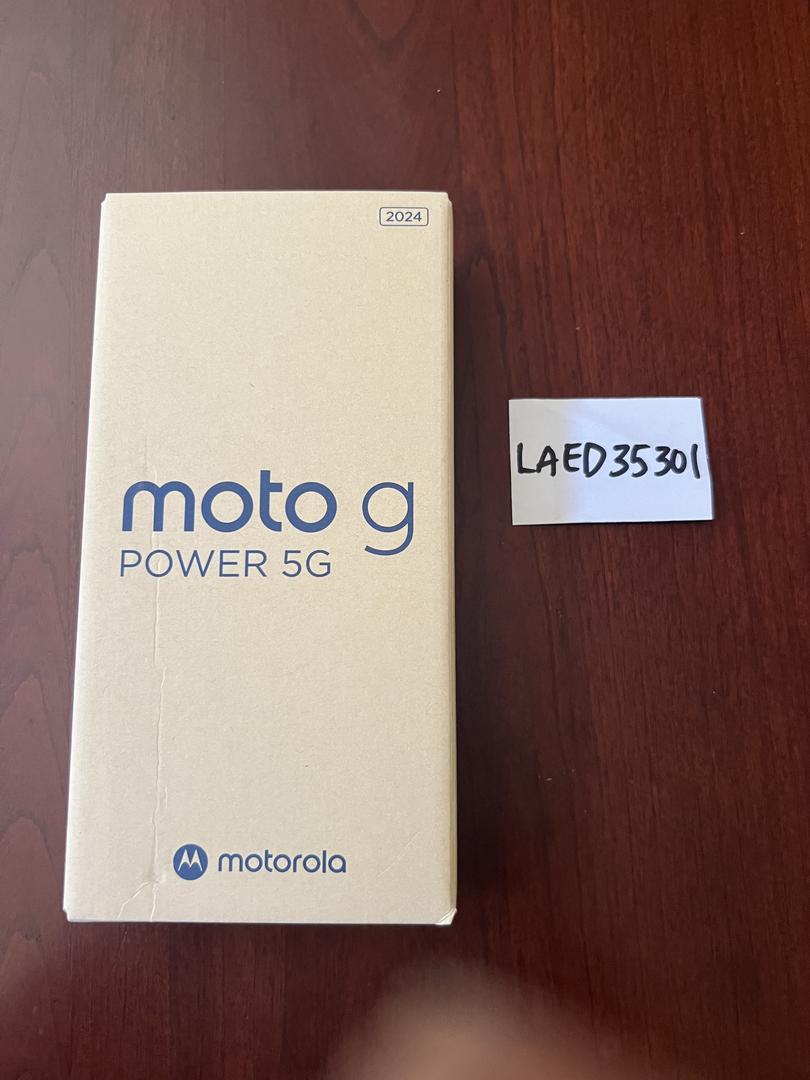 2024
moto g
POWER 5G
motorola
LAED35301